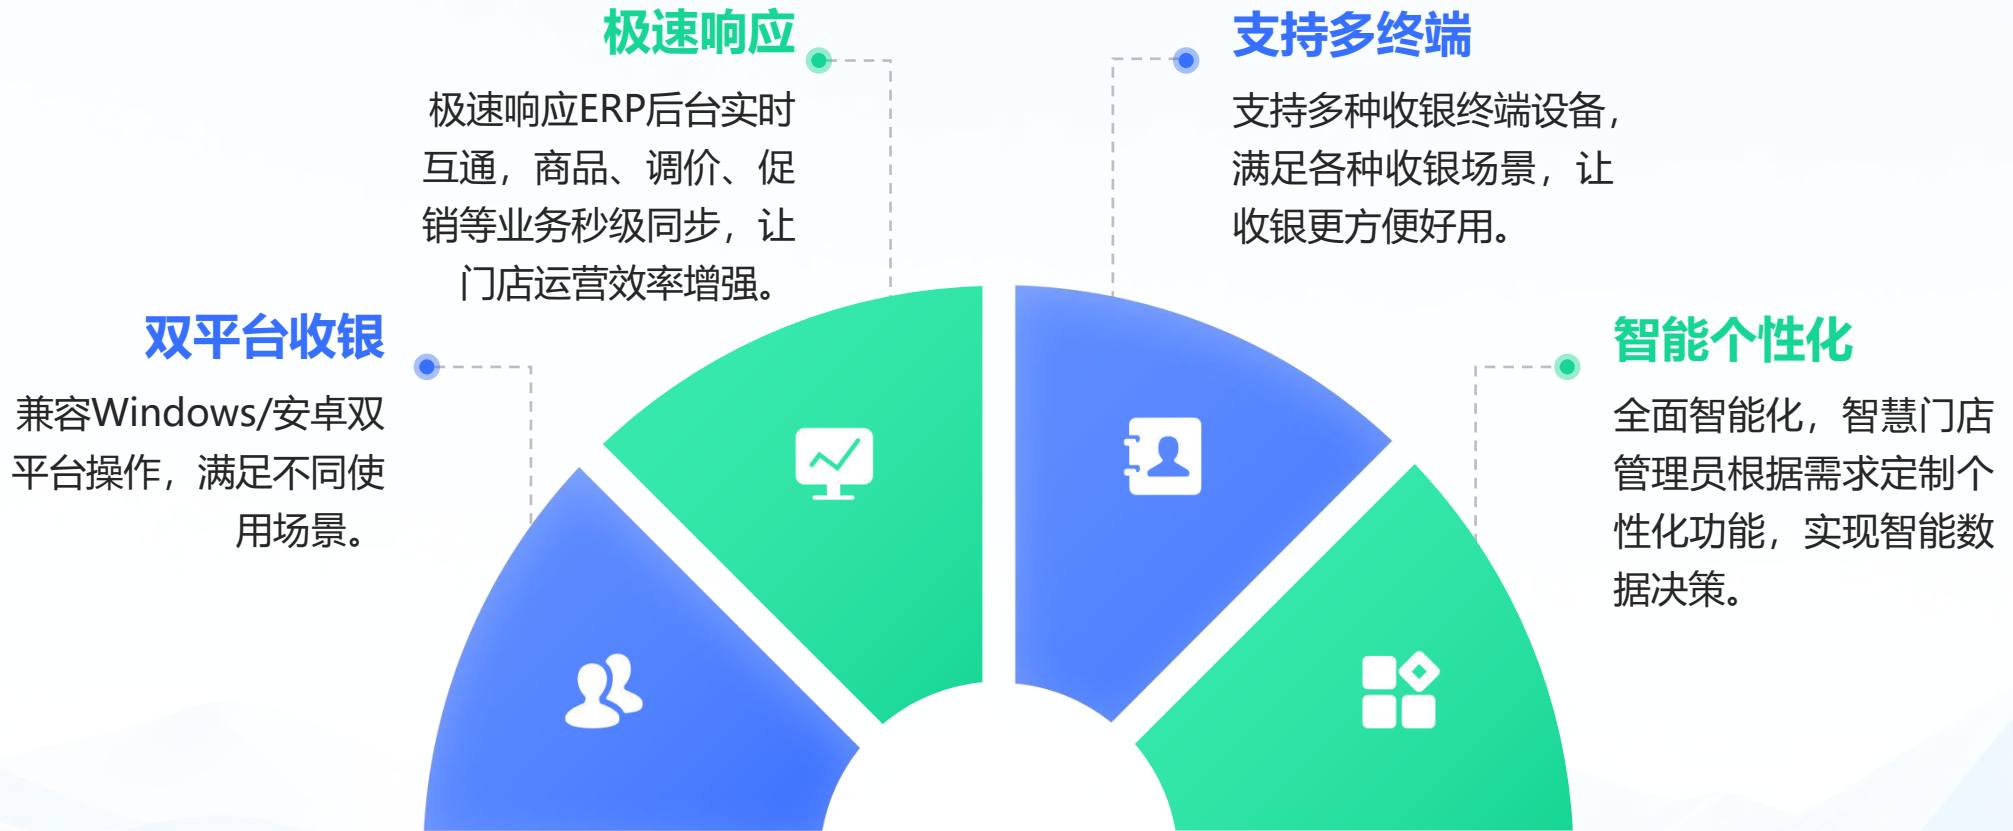 极速响应
极速响应ERP后台实时
互通，商品、调价、促
销等业务秒级同步，让
门店运营效率增强。
支持多终端
支持多种收银终端设备，
满足各种收银场景，让
收银更方便好用。
双平台收银
兼容Windows/安卓双
平台操作，满足不同使
用场景。
智能个性化
全面智能化，智慧门店
管理员根据需求定制个
性化功能，实现智能数
据决策。